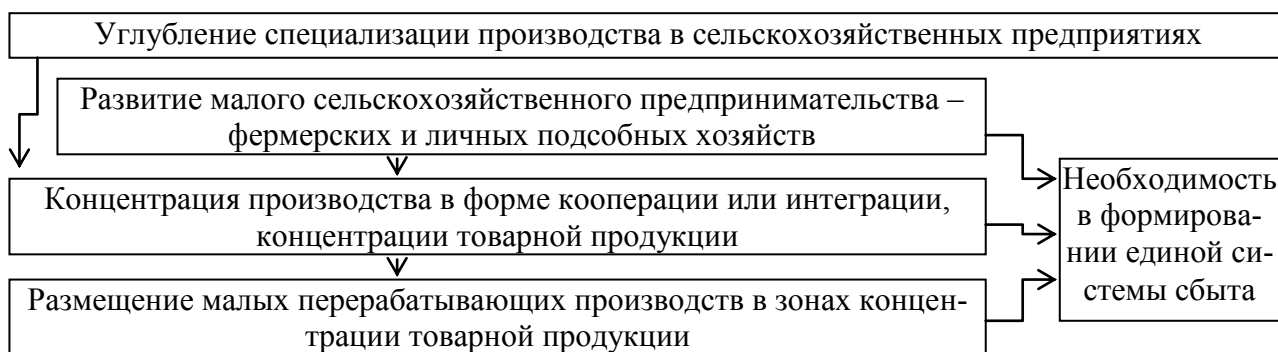 Углубление специализации производства в сельскохозяйственных предприятиях
Развитие малого сельскохозяйственного предпринимательства –
фермерских и личных подсобных хозяйств
Концентрация производства в форме кооперации или интеграции,
концентрации товарной продукции
Размещение малых перерабатывающих производств в зонах концен-
трации товарной продукции
Необходимость
в формирова-
нии единой си-
стемы сбыта